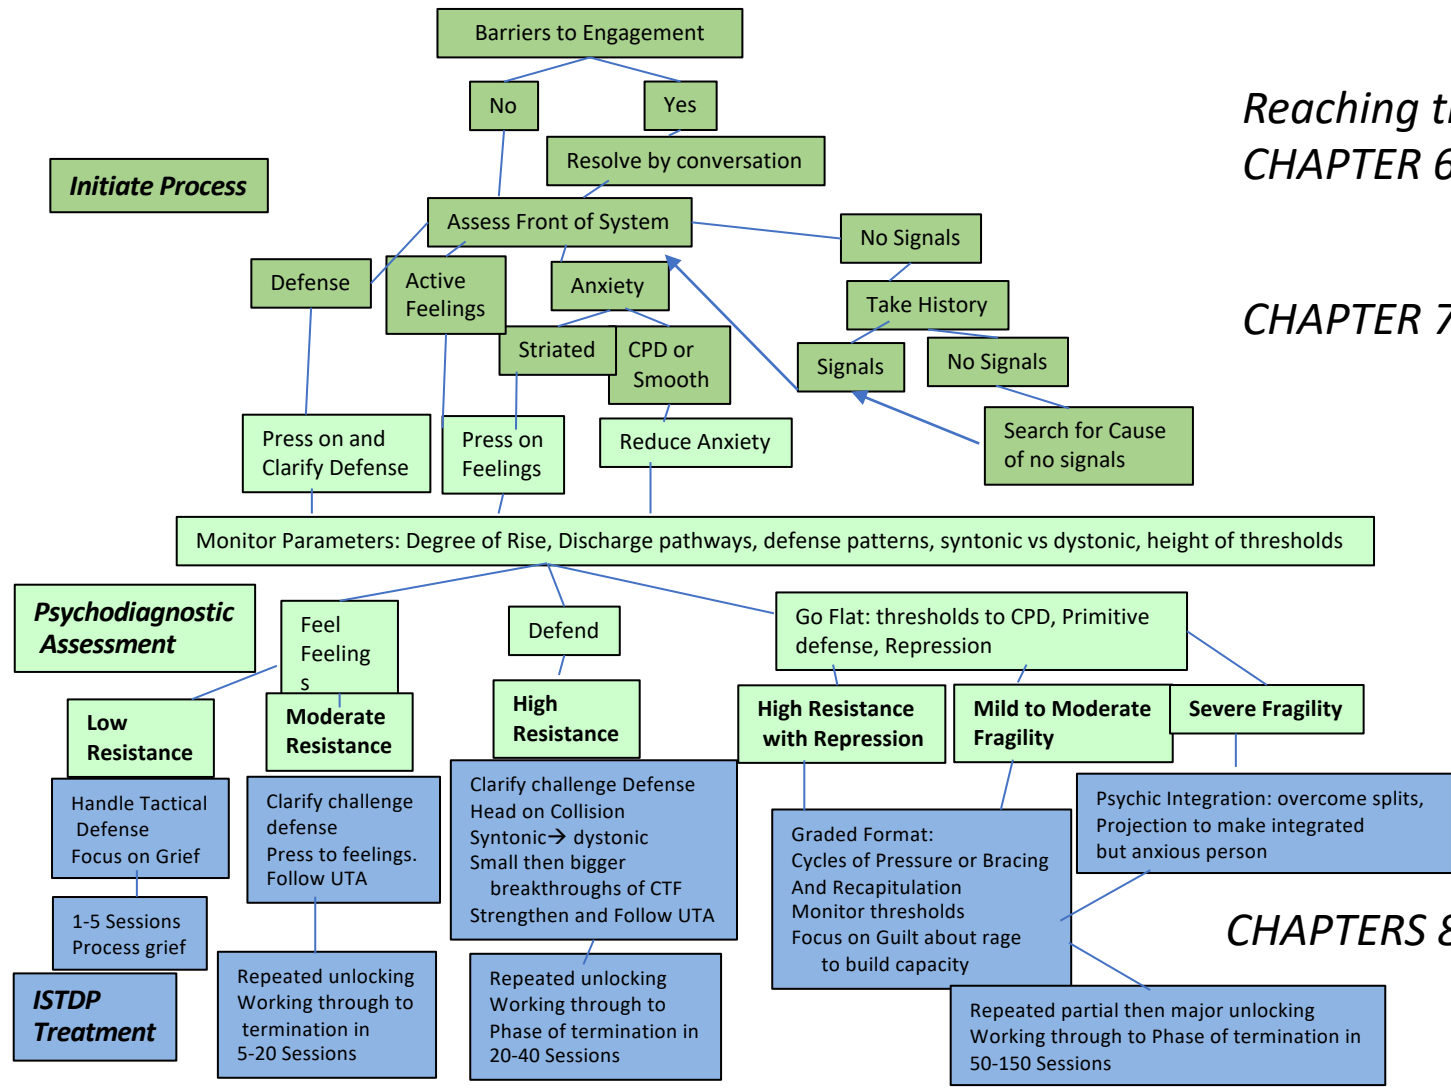 Barriers to Engagement
No
Yes
Reaching
CHAPTER 6
Resolve by conversation
Initiate Process
Assess Front of System
No Signals
Defense
Active
Feelings
Anxiety
Take History
CHAPTER 7
Striated
CPD or
Smooth
Signals
No Signals
Press on and
Clarify Defense
Press on
Feelings
Reduce Anxiety
Search for Cause
of no signals
Monitor Parameters: Degree of Rise, Discharge pathways, defense patterns, syntonic vs dystonic, height of thresholds
Psychodiagnostic
Assessment
Feel
Feeling
s
Defend
Go Flat: thresholds to CPD, Primitive
defense, Repression
Low
Resistance
Moderate
Resistance
High
Resistance
High Resistance
with Repression
Mild to Moderate
Fragility
Severe Fragility
Handle Tactical
Defense
Focus on Grief
Clarify challenge
defense
Press to feelings.
Follow UTA
Clarify challenge Defense
Head on Collision
Syntonic→ dystonic
Small then bigger
breakthroughs of CTF
Strengthen and Follow UTA
Graded Format:
Cycles of Pressure or Bracing
And Recapitulation
Monitor thresholds
Focus on Guilt about rage
to build capacity
Psychic Integration: overcome splits,
Projection to make integrated
but anxious person
1-5 Sessions
Process grief
CHAPTERS 8
ISTDP
Treatment
Repeated unlocking
Working through to
termination in
5-20 Sessions
Repeated unlocking
Working through to
Phase of termination in
20-40 Sessions
Repeated partial then major unlocking
Working through to Phase of termination in
50-150 Sessions